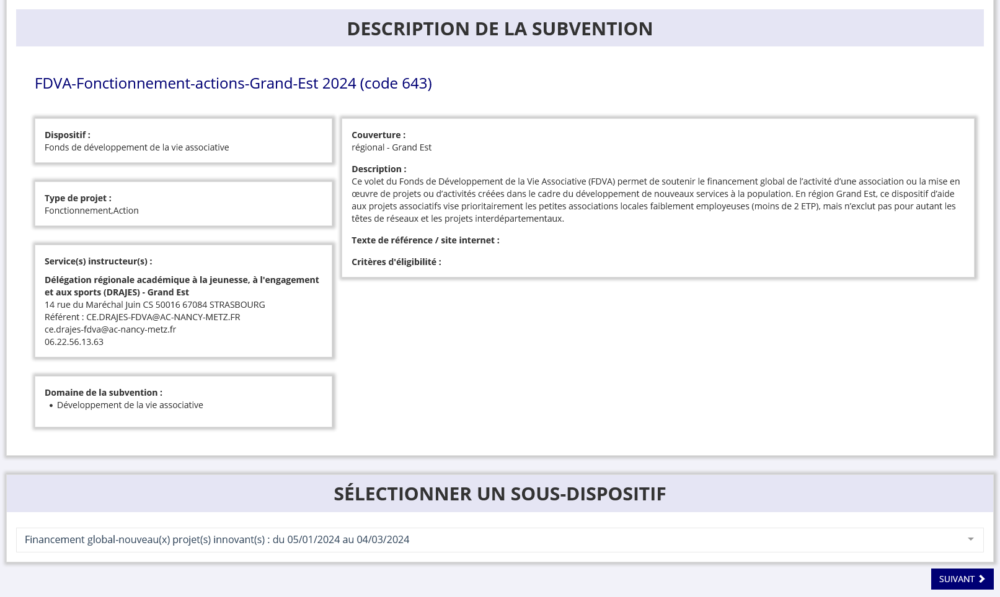 DESCRIPTION DE LA SUBVENTION
FDVA-Fonctionnement-actions-Grand-Est 2024 (code 643)
Dispositif :
Fonds de développement de la vie associative
Type de projet :
Fonctionnement,Action
Service(s) instructeur(s) :
Délégation régionale académique à la jeunesse, à l'engagement
et aux sports (DRAJES) - Grand Est
14 rue du Maréchal Juin CS 50016 67084 STRASBOURG
Référent : CE.DRAJES-FDVA@AC-NANCY-METZ.FR
ce.drajes-fdva@ac-nancy-metz.fr
06.22.56.13.63
Domaine de la subvention :
• Développement de la vie associative
Couverture :
régional - Grand Est
Description :
Ce volet du Fonds de Développement de la Vie Associative (FDVA) permet de soutenir le financement global de l’activité d’une association ou la mise en
œuvre de projets ou d’activités créées dans le cadre du développement de nouveaux services à la population. En région Grand Est, ce dispositif d’aide
aux projets associatifs vise prioritairement les petites associations locales faiblement employeuses (moins de 2 ETP), mais n’exclut pas pour autant les
têtes de réseaux et les projets interdépartementaux.
Texte de référence / site internet :
Critères d'éligibilité :
SÉLECTIONNER UN SOUS-DISPOSITIF
Financement global-nouveau(x) projet(s) innovant(s) : du 05/01/2024 au 04/03/2024
SUIVANT